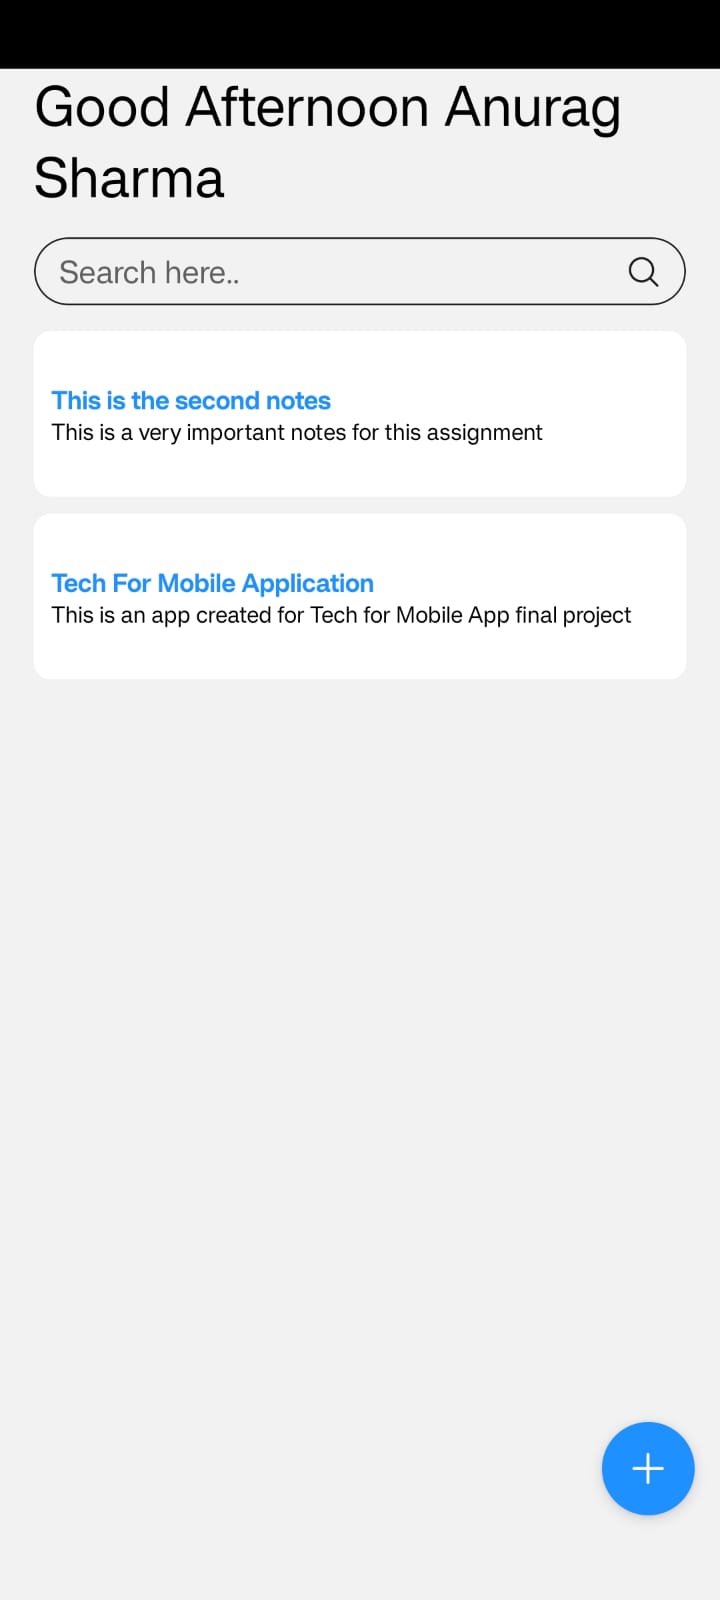 Good Afternoon Anurag
Sharma
Search here..
This is the second notes
This is a very important notes for this assignment
Tech For Mobile Application
This is an app created for Tech for Mobile App final project